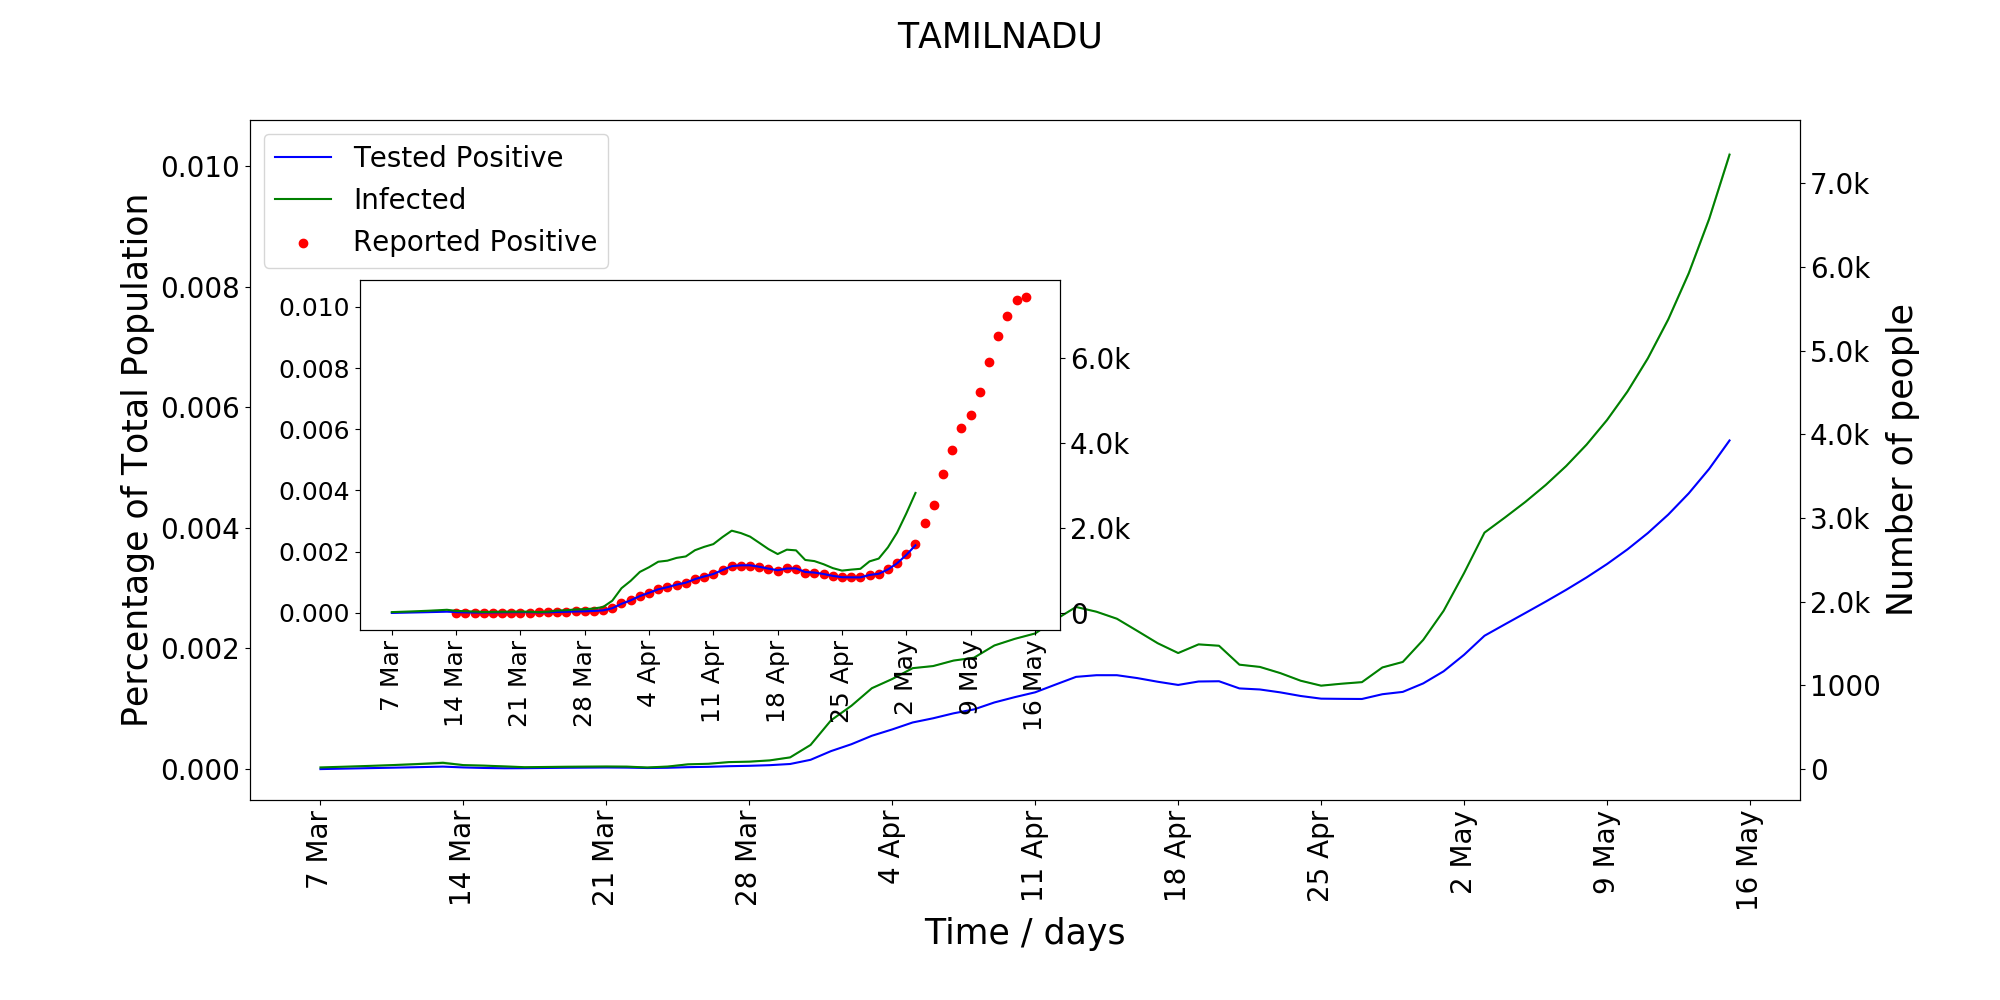 TAMILNADU
Tested Positive
Infected
Reported Positive
Percentage of Total Population
0.010
0.008
0.006
0.004
0.002
0.000
7.0k
6.0k
5.0k
4.0k
3.0k
2.0k
1000
0
Number of people
0.010
0.008
0.006
0.004
0.002
0.000
6.0k
4.0k
2.0k
0
7 Mar
14 Mar
21 Mar
28 Mar
4 Apr
11 Apr
18 Apr
25 Apr
2 May
9 May
16 May
7 Mar
14 Mar
21 Mar
28 Mar
4 Apr
11 Apr
18 Apr
25 Apr
2 May
9 May
16 May
Time / days